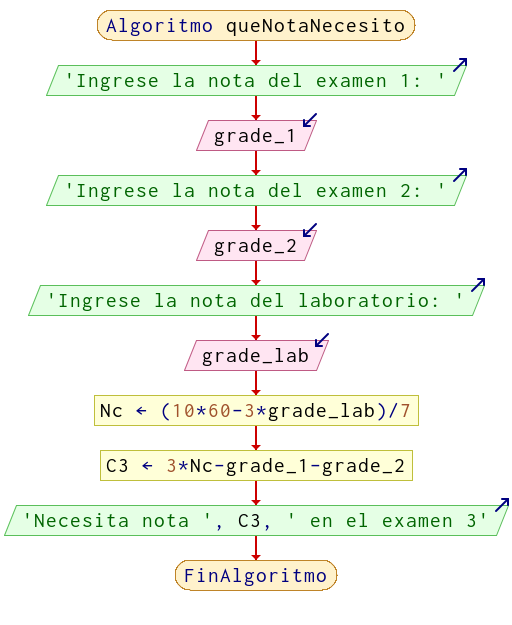 Algoritmo queNotaNecesito
'Ingrese la nota del examen 1: '
grade_1
'Ingrese la nota del examen 2: '
grade_2
'Ingrese la nota del laboratorio: '
grade_lab
Nc ← (10*60-3*grade_lab)/7
C3 ← 3*Nc-grade_1-grade_2
'Necesita nota ', C3, ' en el examen 3'
FinAlgoritmo